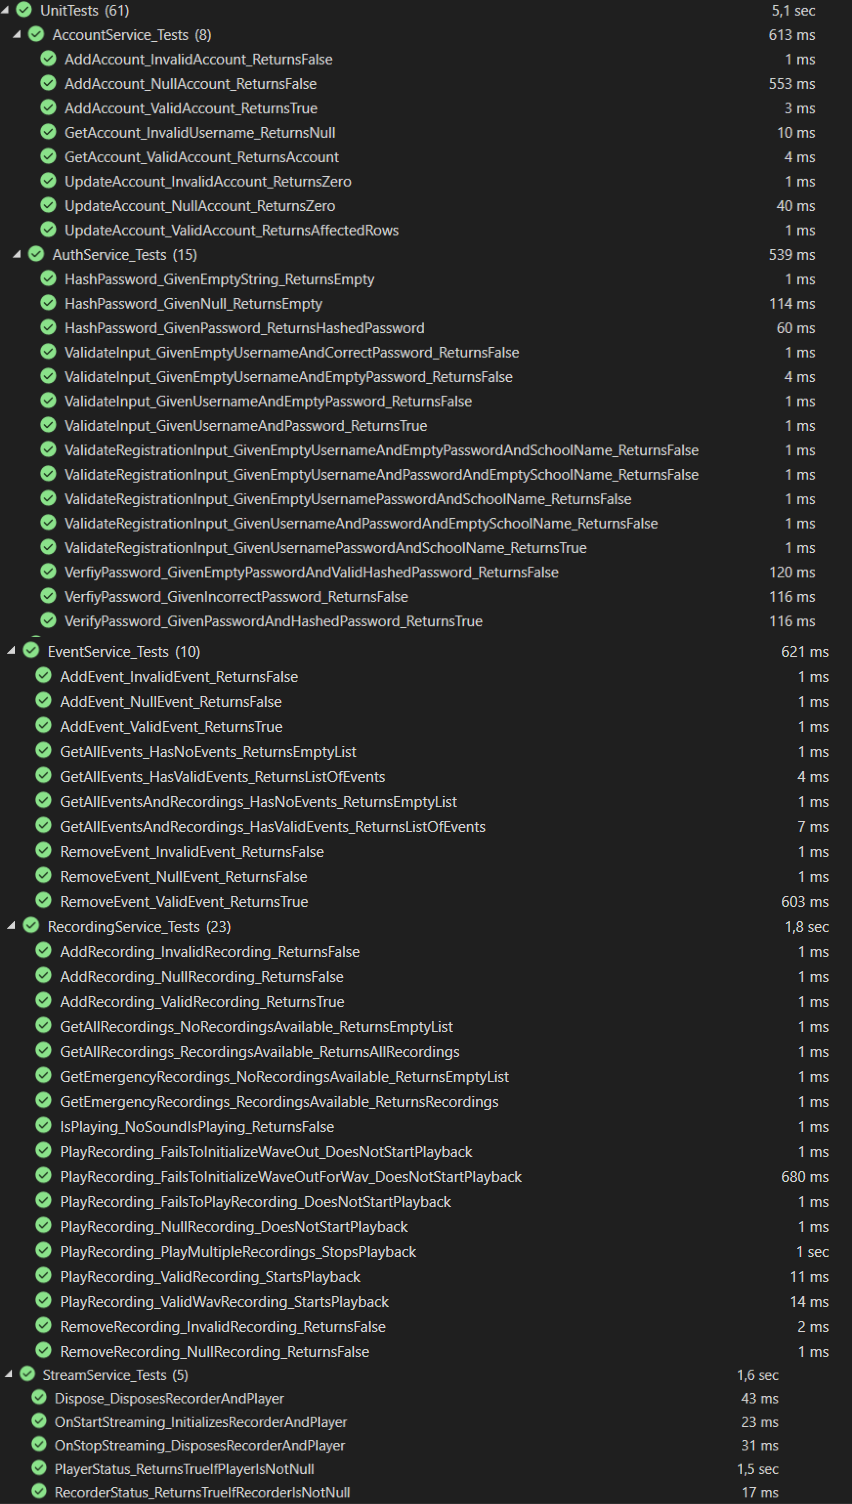 UnitTests (61) 5,1 sec
AccountService_Tests (8) 613 ms
AddAccount_InvalidAccount_ReturnsFalse 1 ms
AddAccount_NullAccount_ReturnsFalse 553 ms
AddAccount_ValidAccount_ReturnsTrue 3 ms
GetAccount_InvalidUsername_ReturnsNull 10 ms
GetAccount_ValidAccount_ReturnsAccount 4 ms
UpdateAccount_InvalidAccount_ReturnsZero 1 ms
UpdateAccount_NullAccount_ReturnsZero 40 ms
UpdateAccount_ValidAccount_ReturnsAffectedRows 1 ms
AuthService_Tests (15) 539 ms
HashPassword_GivenEmptyString_ReturnsEmpty 1 ms
HashPassword_GivenNull_ReturnsEmpty 114 ms
HashPassword_GivenPassword_ReturnsHashedPassword 60 ms
ValidateInput_GivenEmptyUsernameAndCorrectPassword_ReturnsFalse 1 ms
ValidateInput_GivenEmptyUsernameAndEmptyPassword_ReturnsFalse 4 ms
ValidateInput_GivenUsernameAndEmptyPassword_ReturnsFalse 1 ms
ValidateInput_GivenUsernameAndPassword_ReturnsTrue 1 ms
ValidateRegistrationInput_GivenEmptyUsernameAndEmptyPasswordAndSchoolName_ReturnsFalse 1 ms
ValidateRegistrationInput_GivenEmptyUsernameAndPasswordAndEmptySchoolName_ReturnsFalse 1 ms
ValidateRegistrationInput_GivenEmptyUsernamePasswordAndSchoolName_ReturnsFalse 1 ms
ValidateRegistrationInput_GivenUsernameAndPasswordAndEmptySchoolName_ReturnsFalse 1 ms
ValidateRegistrationInput_GivenUsernamePasswordAndSchoolName_ReturnsTrue 1 ms
VerfiyPassword_GivenEmptyPasswordAndValidHashedPassword_ReturnsFalse 120 ms
VerfiyPassword_GivenIncorrectPassword_ReturnsFalse 116 ms
VerifyPassword_GivenPasswordAndHashedPassword_ReturnsTrue 116 ms
EventService_Tests (10) 621 ms
AddEvent_InvalidEvent_ReturnsFalse 1 ms
AddEvent_NullEvent_ReturnsFalse 1 ms
AddEvent_ValidEvent_ReturnsTrue 1 ms
GetAllEvents_HasNoEvents_ReturnsEmptyList 1 ms
GetAllEvents_HasValidEvents_ReturnsListOfEvents 4 ms
GetAllEventsAndRecordings_HasNoEvents_ReturnsEmptyList 1 ms
GetAllEventsAndRecordings_HasValidEvents_ReturnsListOfEvents 7 ms
RemoveEvent_InvalidEvent_ReturnsFalse 1 ms
RemoveEvent_NullEvent_ReturnsFalse 1 ms
RemoveEvent_ValidEvent_ReturnsTrue 603 ms
RecordingService_Tests (23) 1,8 sec
AddRecording_InvalidRecording_ReturnsFalse 1 ms
AddRecording_NullRecording_ReturnsFalse 1 ms
AddRecording_ValidRecording_ReturnsTrue 1 ms
GetAllRecordings_NoRecordingsAvailable_ReturnsEmptyList 1 ms
GetAllRecordings_RecordingsAvailable_ReturnsAllRecordings 1 ms
GetEmergencyRecordings_NoRecordingsAvailable_ReturnsEmptyList 1 ms
GetEmergencyRecordings_RecordingsAvailable_ReturnsRecordings 1 ms
IsPlaying_NoSoundIsPlaying_ReturnsFalse 1 ms
PlayRecording_FailsToInitializeWaveOut_DoesNotStartPlayback 1 ms
PlayRecording_FailsToInitializeWaveOutForWav_DoesNotStartPlayback 680 ms
PlayRecording_FailsToPlayRecording_DoesNotStartPlayback 1 ms
PlayRecording_NullRecording_DoesNotStartPlayback 1 ms
PlayRecording_PlayMultipleRecordings_StopsPlayback 1 sec
PlayRecording_ValidRecording_StartsPlayback 11 ms
PlayRecording_ValidWavRecording_StartsPlayback 14 ms
RemoveRecording_InvalidRecording_ReturnsFalse 2 ms
RemoveRecording_NullRecording_ReturnsFalse 1 ms
StreamService_Tests (5) 1,6 sec
Dispose_DisposesRecorderAndPlayer 43 ms
OnStartStreaming_InitializesRecorderAndPlayer 23 ms
OnStopStreaming_DisposesRecorderAndPlayer 31 ms
PlayerStatus_ReturnsTrueIfPlayerIsNotNull 1,5 sec
RecorderStatus_ReturnsTrueIfRecorderIsNotNull 17 ms